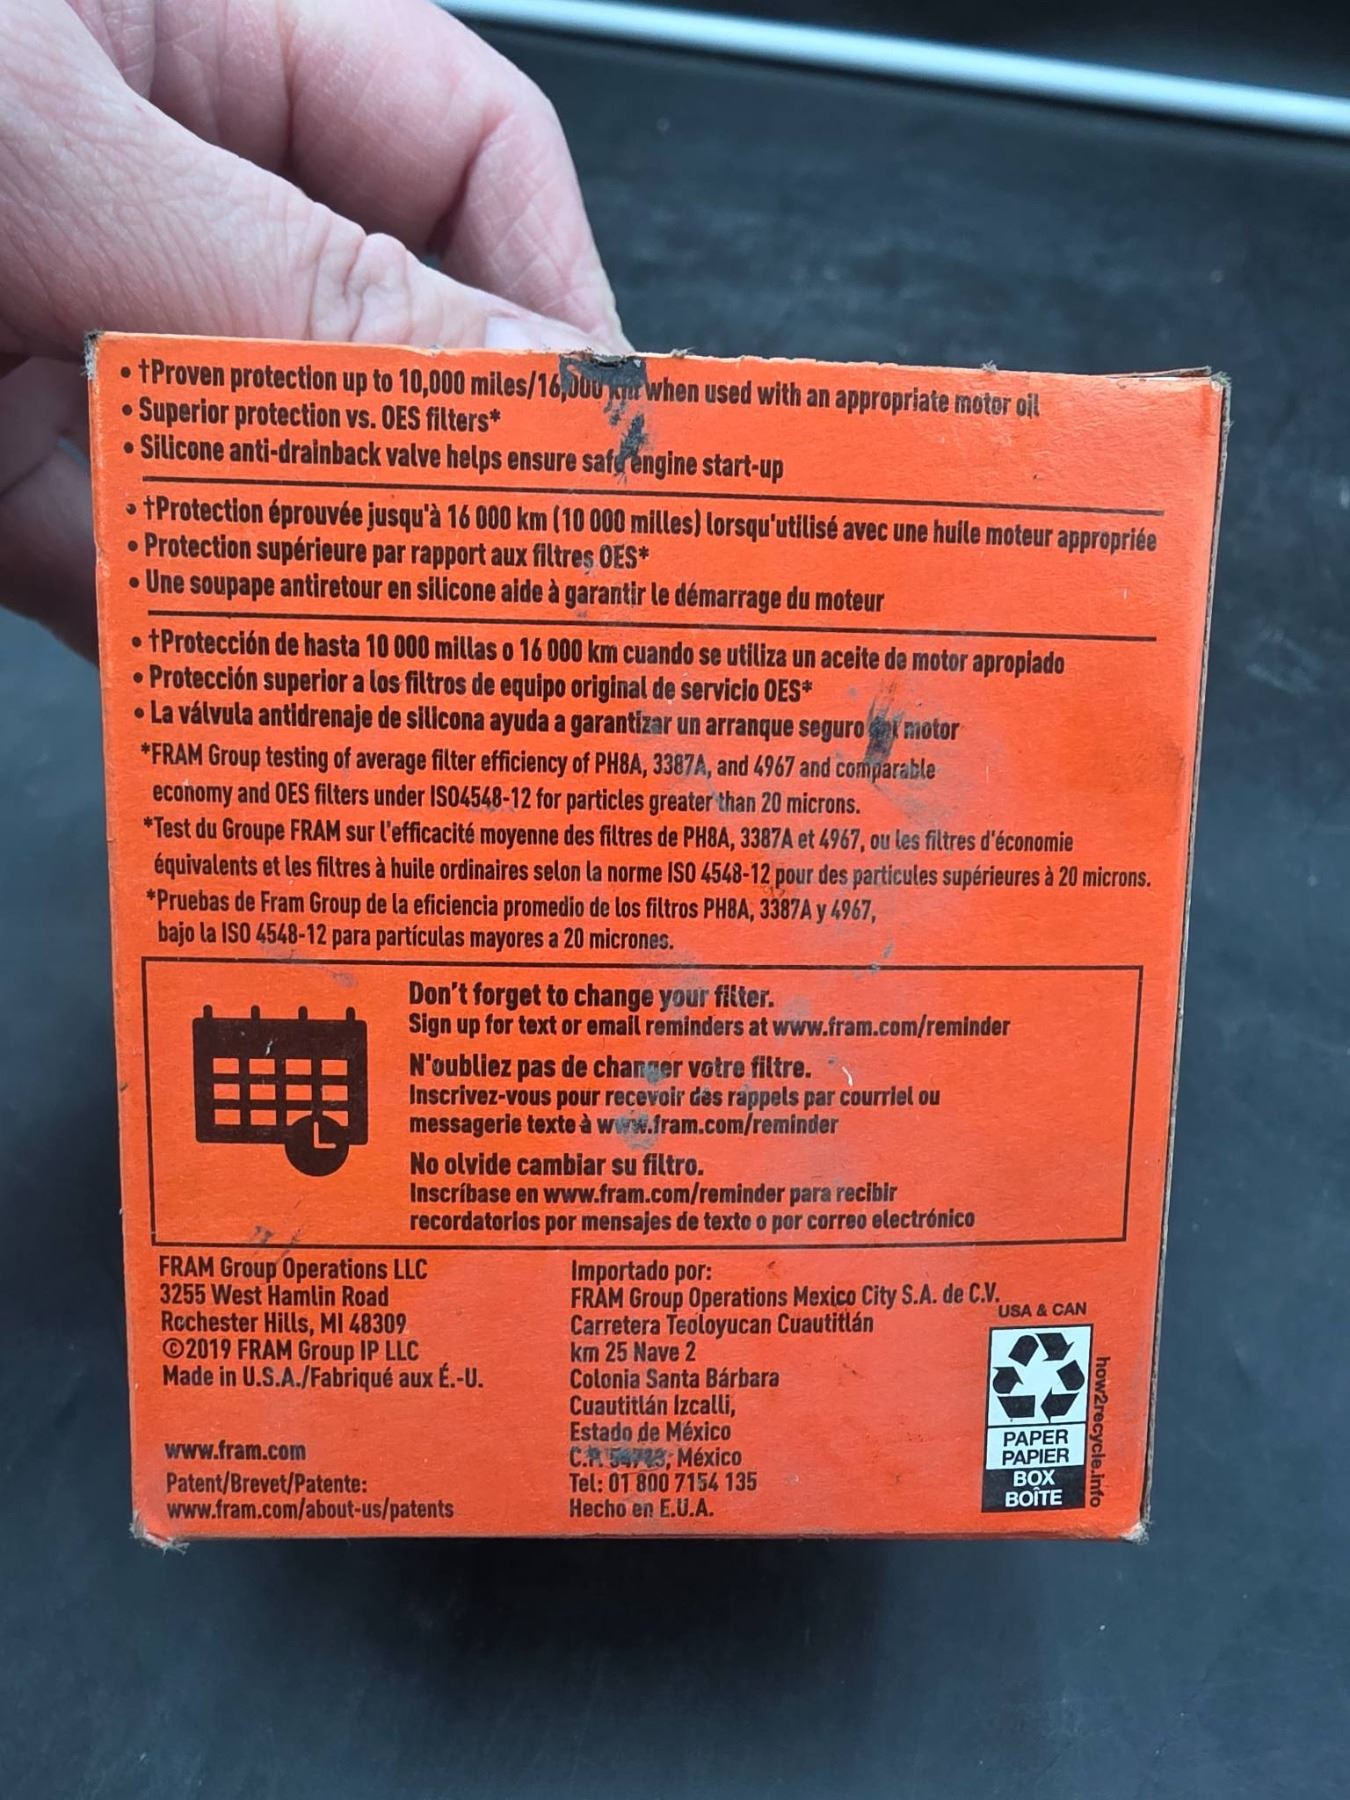 • †Proven protection up to 10,000 miles/16,000 km when used with an appropriate motor oil
• Superior protection vs. OES filters*
• Silicone anti-drainback valve helps ensure safe engine start-up
• †Protection éprouvée jusqu'à 16 000 km (10 000 milles) lorsqu'utilisé avec une huile moteur appropriée
• Protection supérieure par rapport aux filtres OES*
• Une soupape antiretour en silicone aide à garantir le démarrage du moteur
• †Protección de hasta 10 000 millas o 16 000 km cuando se utiliza un aceite de motor apropiado
• Protección superior a los filtros de equipo original de servicio OES*
• La válvula antidrenaje de silicona ayuda a garantizar un arranque seguro del motor
*FRAM Group testing of average filter efficiency of PH8A, 3387A, and 4967 and comparable
economy and OES filters under ISO4548-12 for particles greater than 20 microns.
*Test du Groupe FRAM sur l'efficacité moyenne des filtres de PH8A, 3387A et 4967, ou les filtres d'économie
équivalents et les filtres à huile ordinaires selon la norme ISO 4548-12 pour des particules supérieures à 20 microns.
*Pruebas de Fram Group de la eficiencia promedio de los filtros PH8A, 3387A y 4967,
bajo la ISO 4548-12 para partículas mayores a 20 micrones.
Don't forget to change your filter.
Sign up for text or email reminders at www.fram.com/reminder
N'oubliez pas de changer votre filtre.
Inscrivez-vous pour recevoir des rappels par courriel ou
messagerie texte à www.fram.com/reminder
No olvide cambiar su filtro.
Inscríbase en www.fram.com/reminder para recibir
recordatorios por mensajes de texto o por correo electrónico
FRAM Group Operations LLC
3255 West Hamlin Road
Rochester Hills, MI 48309
©2019 FRAM Group IP LLC
Made in U.S.A./Fabriqué aux É.-U.
www.fram.com
Patent/Brevet/Patente:
www.fram.com/about-us/patents
Importado por:
FRAM Group Operations Mexico City S.A. de C.V.
Carretera Teoloyucan Cuautitlán
km 25 Nave 2
Colonia Santa Bárbara
Cuautitlán Izcalli,
Estado de México
C.P. México
Tel: 01 800 7154 135
Hecho en E.U.A.
USA & CAN
PAPER
PAPIER
BOX
BOÎTE
how2recycle.info